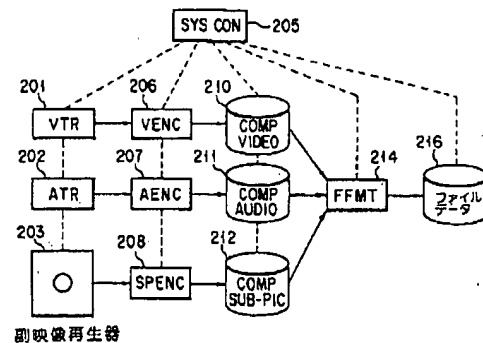 SYS CON
205
201
206
210
VTR
VENC
COMP
VIDEO
202
207
211
214
216
ATR
AENC
COMP
AUDIO
FFMT
ファイル
データ
203
208
212
SPENC
COMP
SUB-PIC
副映像再生器